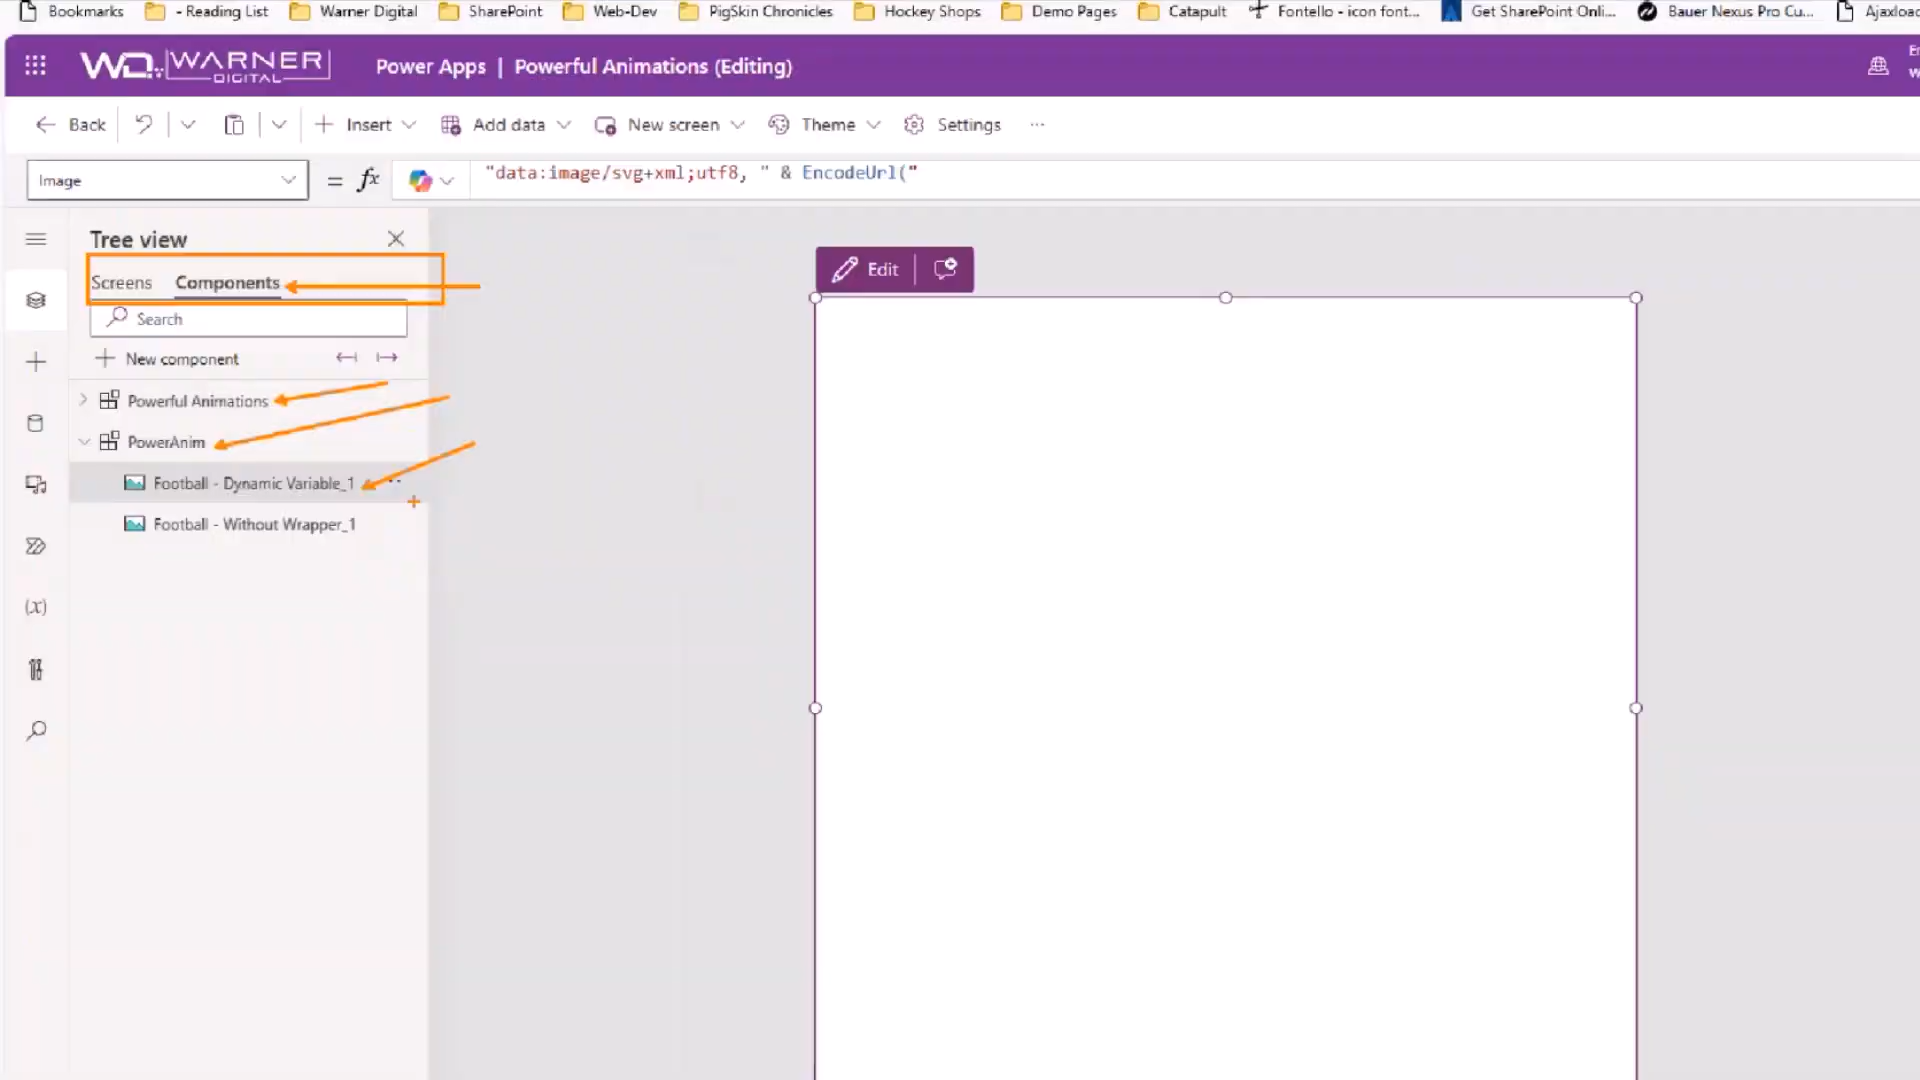 Bookmarks - Reading List Warner Digital SharePoint Web-Dev PigSkin Chronicles Hockey Shops Demo Pages Catapult Fontello - icon font... Get SharePoint Onli... Bauer Nexus Pro Cu... Ajaxload
WD WARNER DIGITAL Power Apps | Powerful Animations (Editing)
Back Insert Add data New screen Theme Settings ...
Image = fx "data:image/svg+xml;utf8, " & EncodeUrl("
Tree view
Screens Components
Search
New component
Powerful Animations
PowerAnim
Football - Dynamic Variable_1
Football - Without Wrapper_1
(x)
Edit